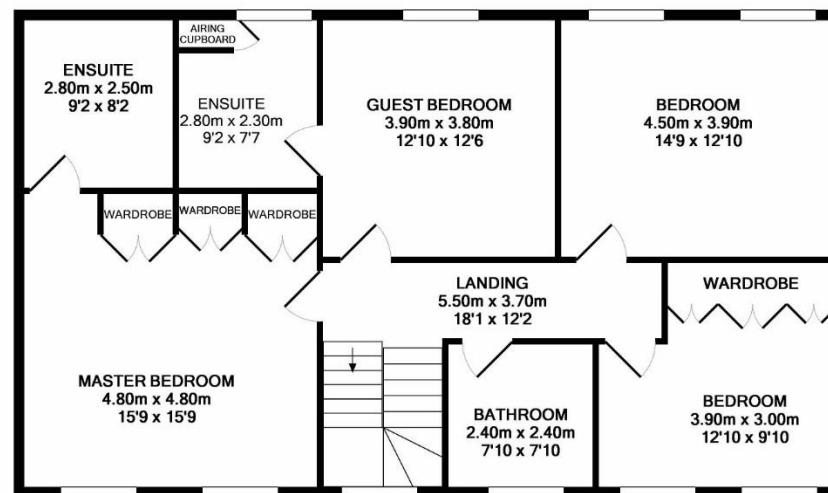 AIRING
CUPBOARD
ENSUITE
2.80m x 2.50m
9'2 x 8'2
ENSUITE
2.80m x 2.30m
9'2 x 7'7
GUEST BEDROOM
3.90m x 3.80m
12'10 x 12'6
BEDROOM
4.50m x 3.90m
14'9 x 12'10
WARDROBE
WARDROBE
WARDROBE
LANDING
5.50m x 3.70m
18'1 x 12'2
WARDROBE
MASTER BEDROOM
4.80m x 4.80m
15'9 x 15'9
BATHROOM
2.40m x 2.40m
7'10 x 7'10
BEDROOM
3.90m x 3.00m
12'10 x 9'10